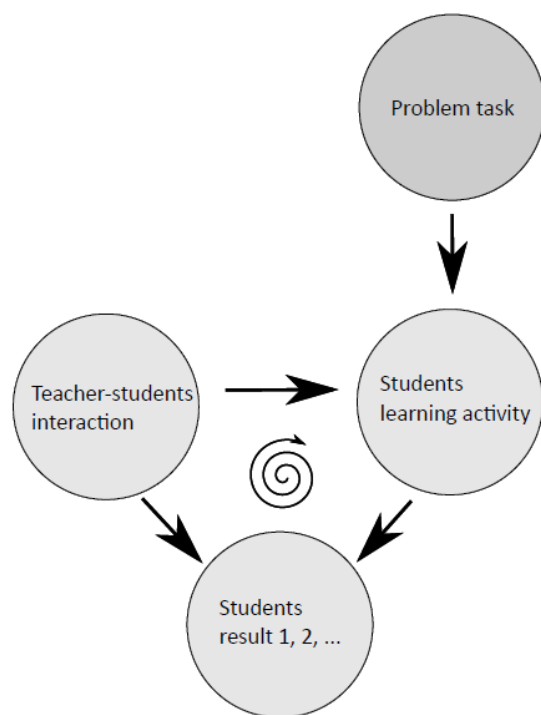 Problem task
Teacher-students
interaction
Students
learning activity
Students
result 1, 2, ...